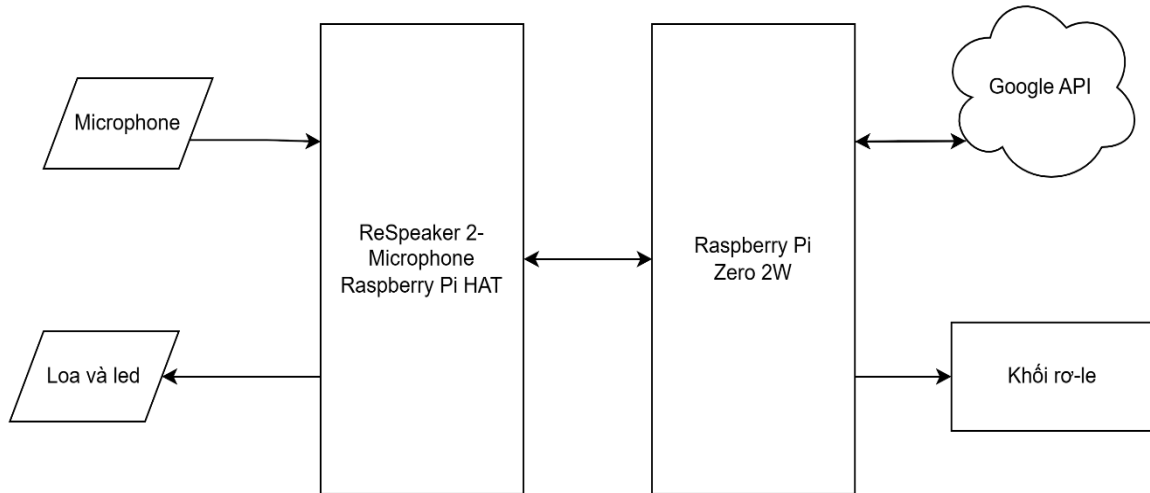 Microphone
Loa và led
ReSpeaker 2-
Microphone
Raspberry Pi HAT
Raspberry Pi
Zero 2W
Google API
Khối rơ-le